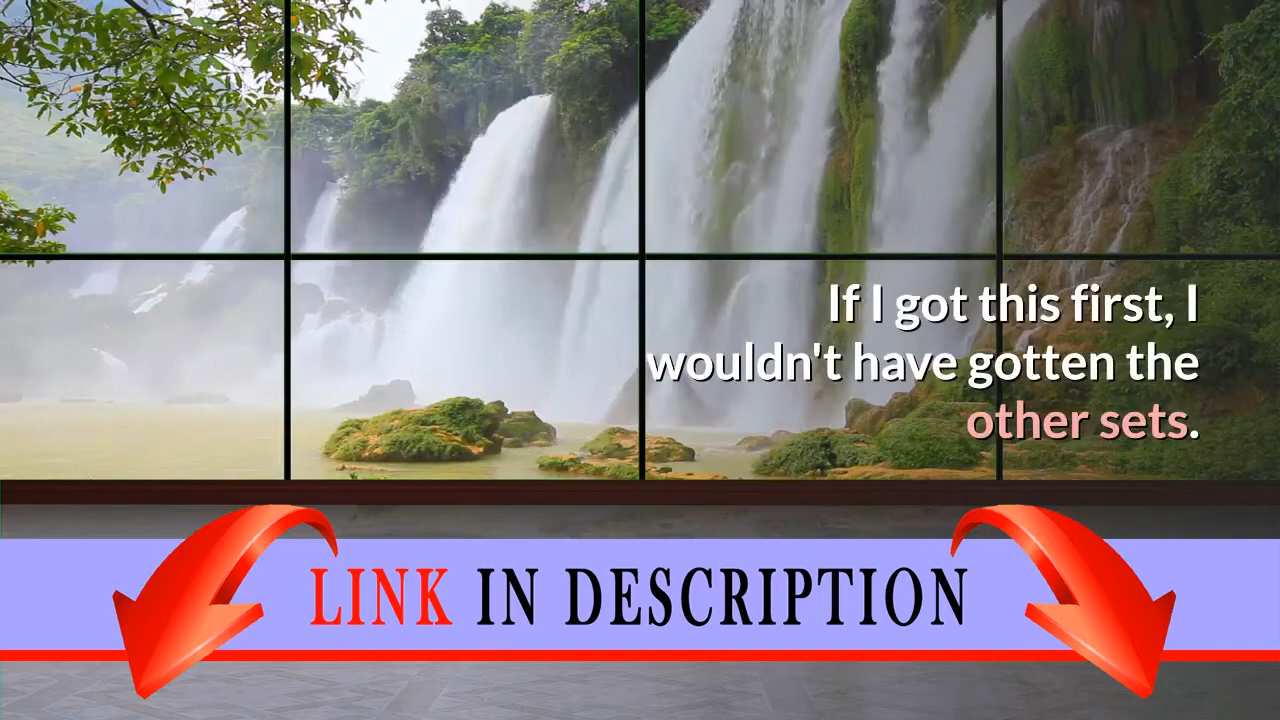 If I got this first, I
wouldn't have gotten the
other sets.
LINK IN DESCRIPTION